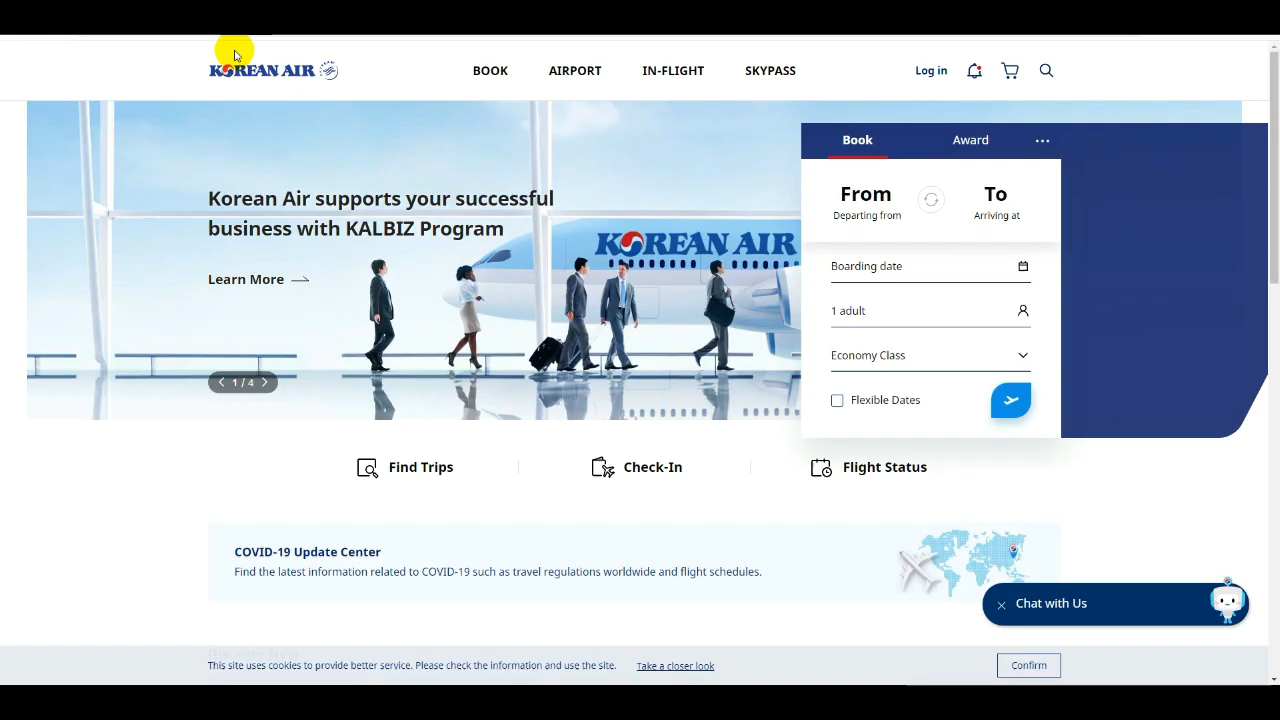 KOREAN AIR
BOOK
AIRPORT
IN-FLIGHT
SKYPASS
Log in
Book
Award
Korean Air supports your successful
business with KALBIZ Program
Learn More
KOREAN AIR
1 / 4
From
Departing from
To
Arriving at
Boarding date
1 adult
Economy Class
Flexible Dates
Find Trips
Check-In
Flight Status
COVID-19 Update Center
Find the latest information related to COVID-19 such as travel regulations worldwide and flight schedules.
Chat with Us
This site uses cookies to provide better service. Please check the information and use the site.
Take a closer look
Confirm